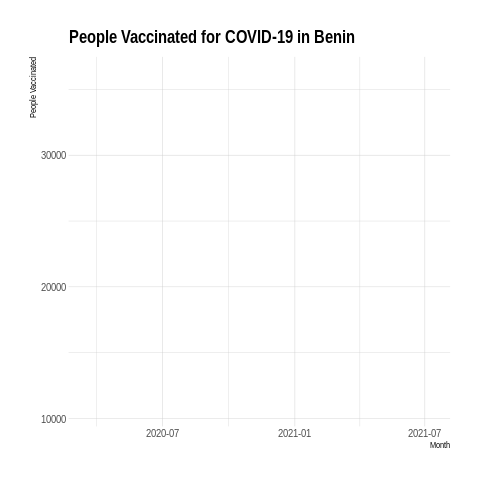 People Vaccinated for COVID-19 in Benin
People Vaccinated
30000
20000
10000
2020-07 2021-01 2021-07
Month